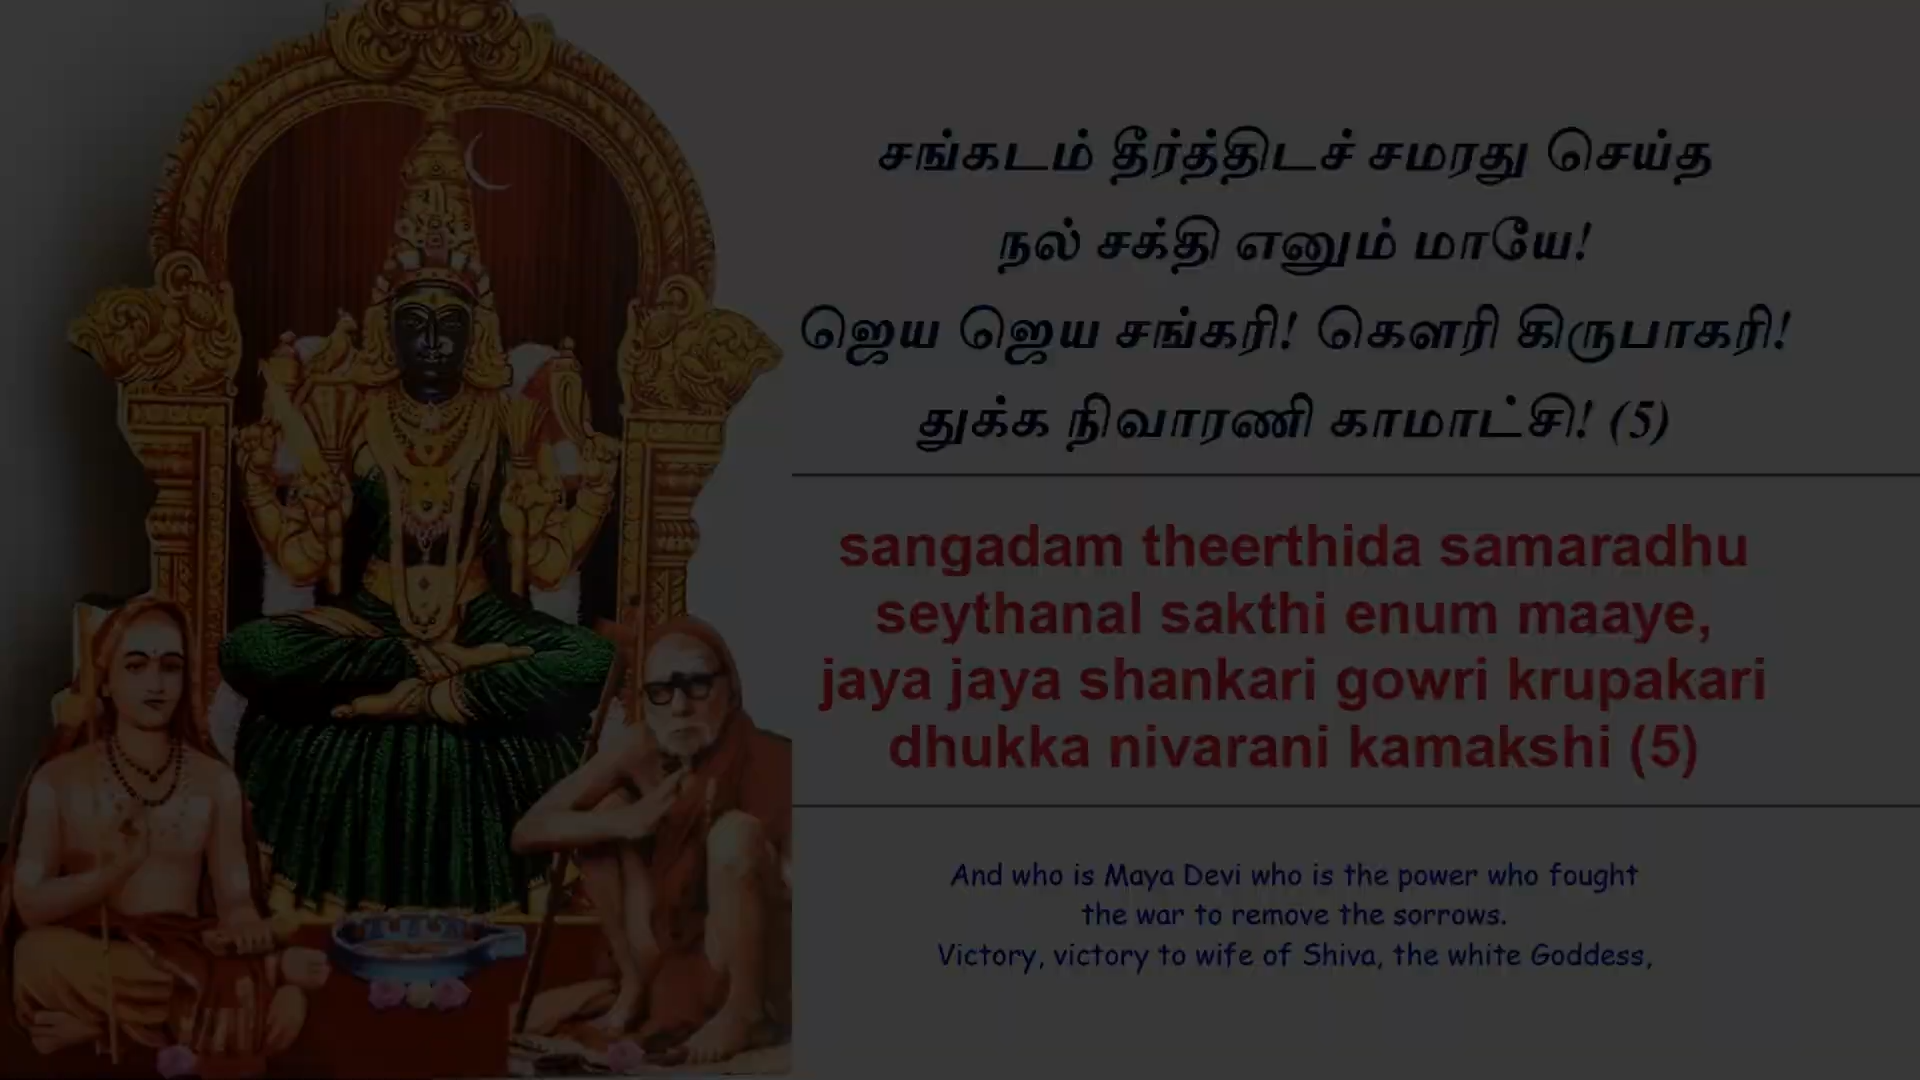 சங்கடம் தீர்த்திடச் சமரது செய்த
நல் சக்தி எனும் மாயே!
ஜெய ஜெய சங்கரி! கௌரி கிருபாகரி!
துக்க நிவாரணி காமாட்சி! (5)
sangadam theerthida samaradhu
seythanal sakthi enum maaye,
jaya jaya shankari gowri krupakari
dhukka nivarani kamakshi (5)
And who is Maya Devi who is the power who fought
the war to remove the sorrows.
Victory, victory to wife of Shiva, the white Goddess,